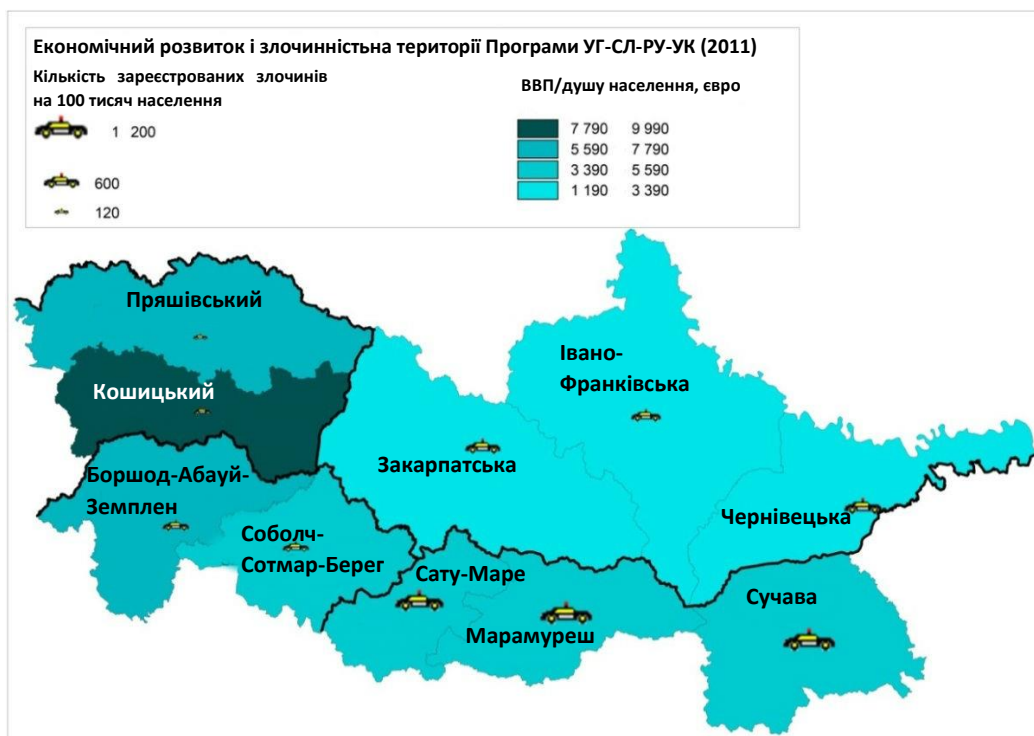 Економічний розвиток і злочинністьна території Програми УГ-СЛ-РУ-УК (2011)
Кількість зареєстрованих злочинів
на 100 тисяч населення
1 200
600
120
ВВП/душу населення, євро
7 790 9 990
5 590 7 790
3 390 5 590
1 190 3 390
Пряшівський
Кошицький
Івано-
Франківська
Закарпатська
Боршод-Абауй-
Земплен
Чернівецька
Соболч-
Сотмар-Берег
Сату-Маре
Марамуреш
Сучава